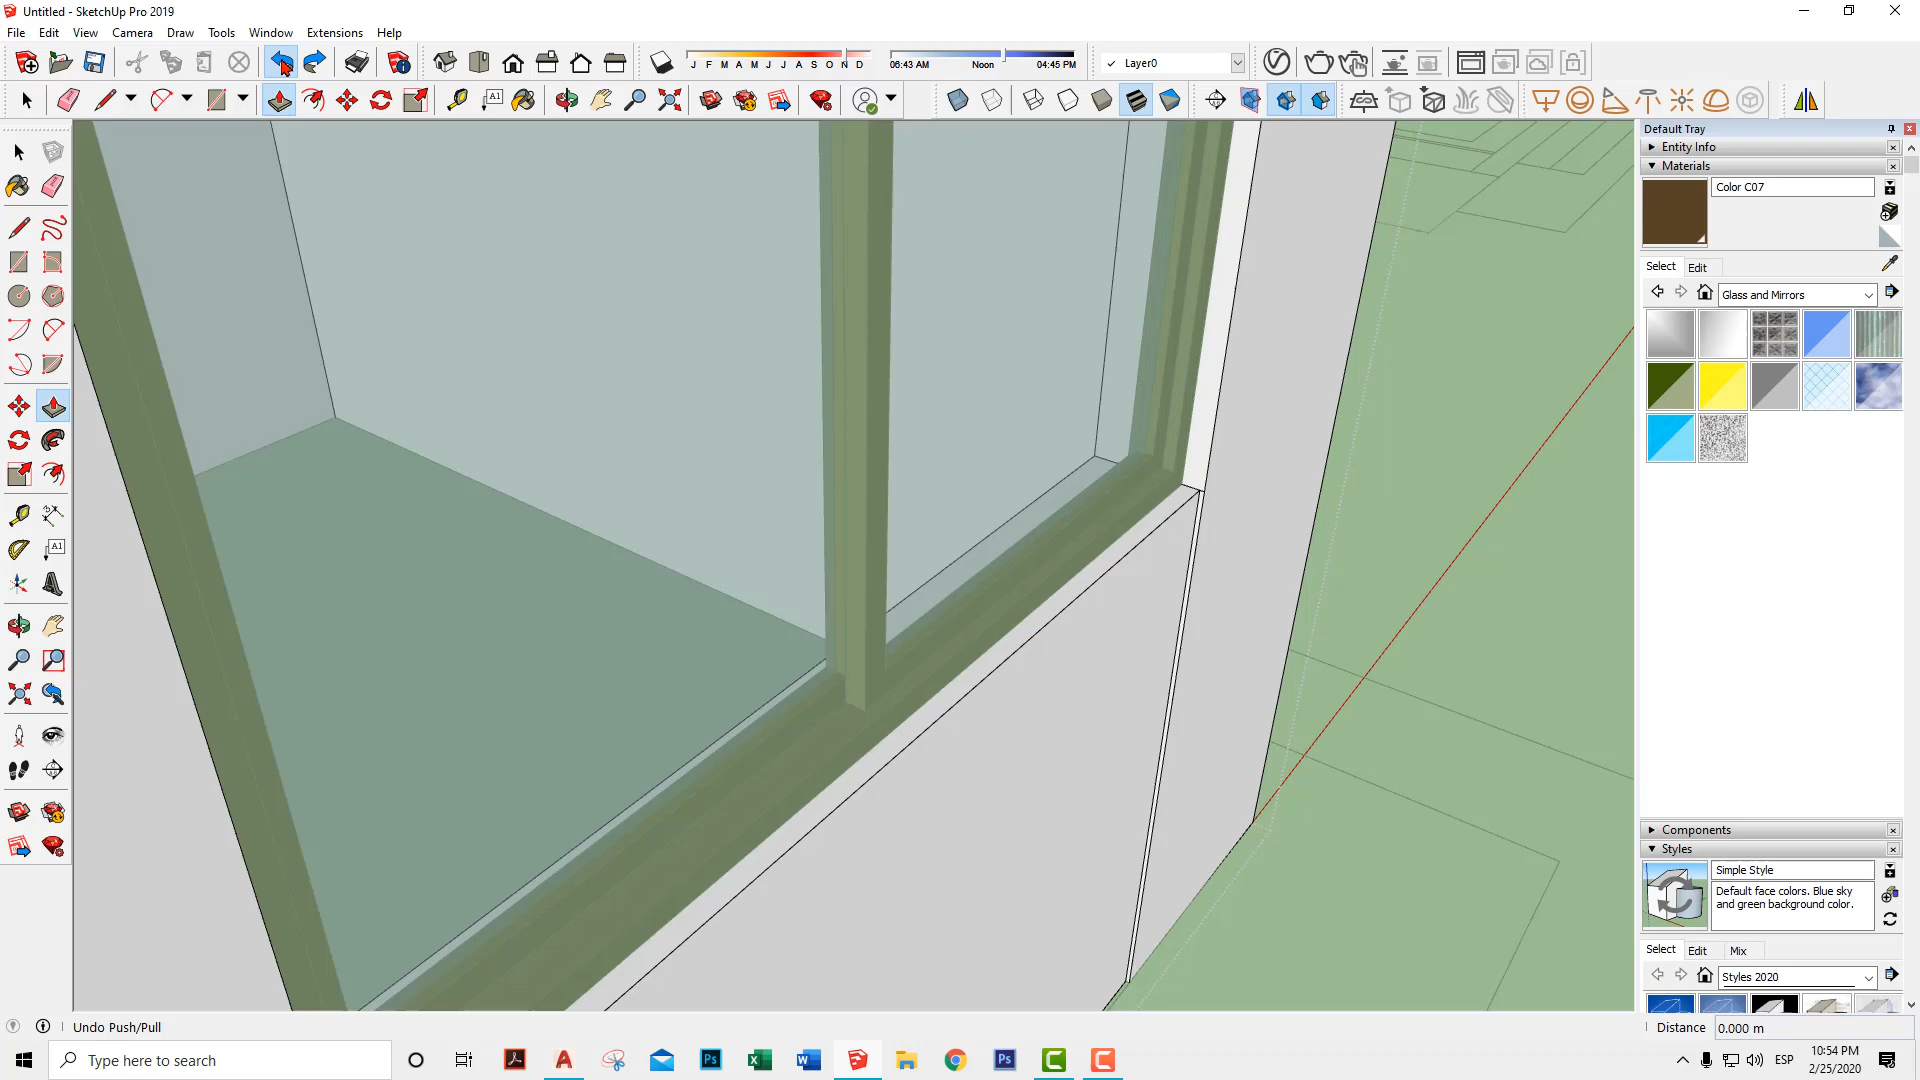 Untitled - SketchUp Pro 2019
File Edit View Camera Draw Tools Window Extensions Help
J F M A M J J A S O N D
06:43 AM Noon 04:45 PM
Layer0
A1
Default Tray
Entity Info
Materials
Color C07
Select Edit
Glass and Mirrors
A1
Components
Styles
Simple Style
Default face colors. Blue sky
and green background color.
Select Edit Mix
Styles 2020
Undo Push/Pull
Distance 0.000 m
Type here to search
ESP
10:54 PM
2/25/2020